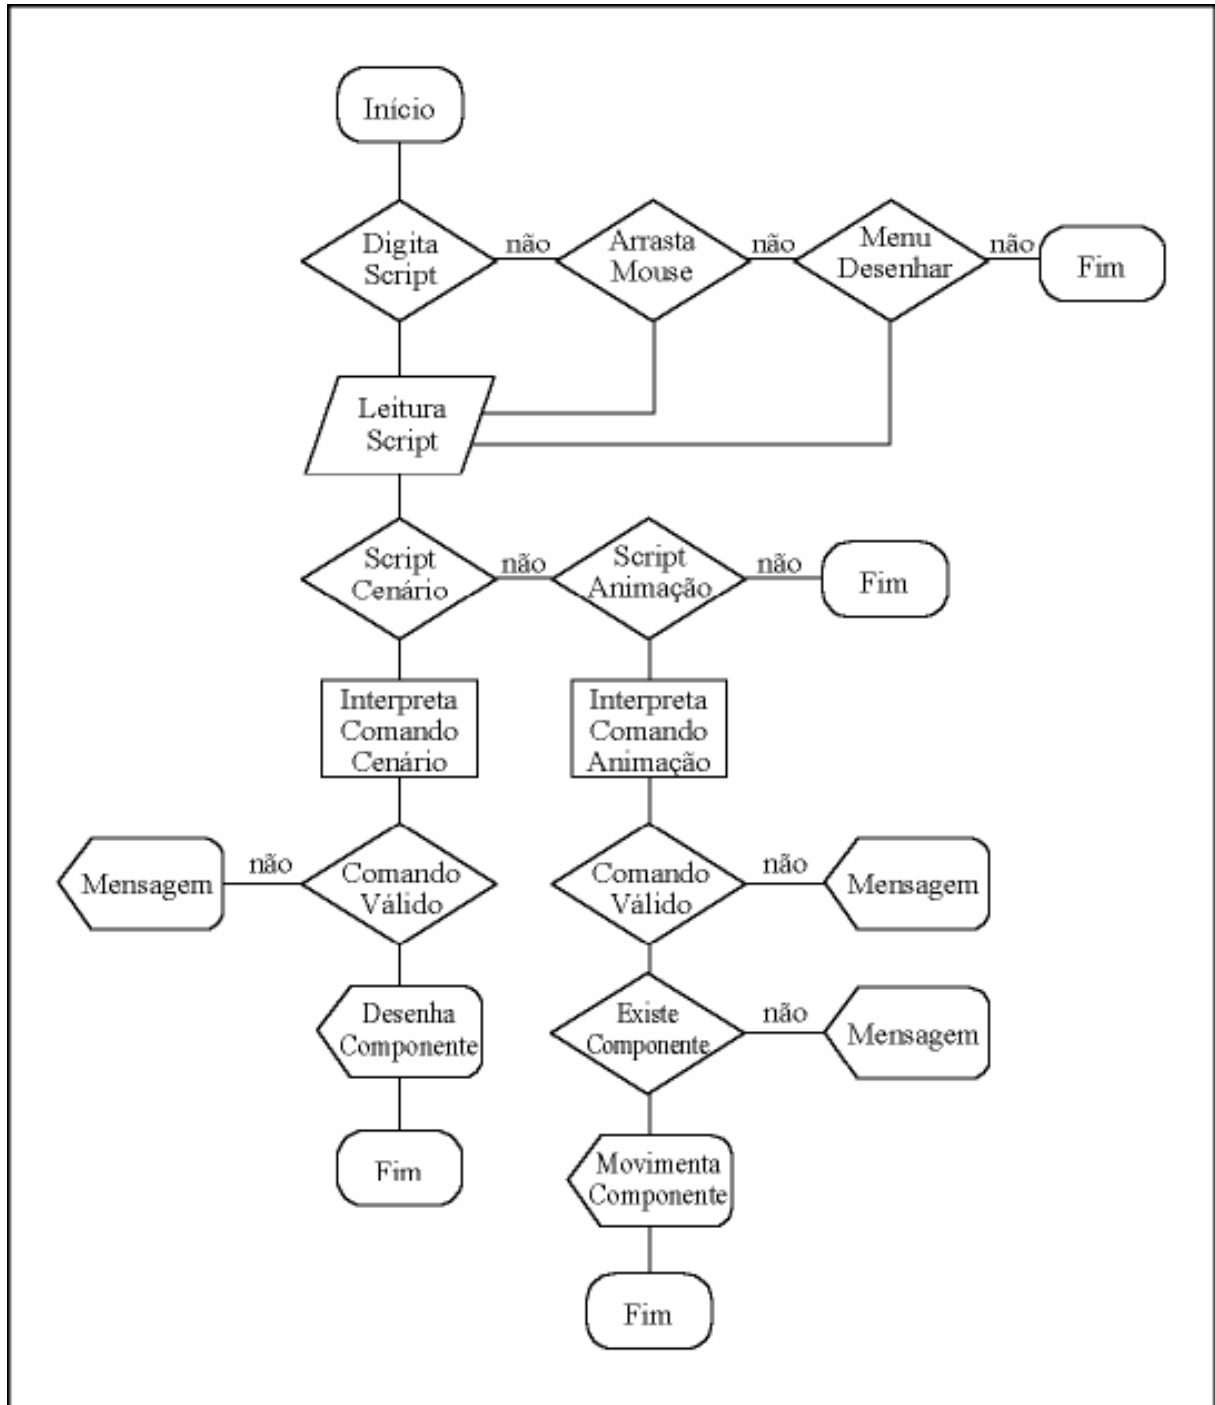 Início
Digita
Script
não
Arrasta
Mouse
não
Menu
Desenhar
não
Fim
Leitura
Script
Script
Cenário
não
Script
Animação
não
Fim
Interpreta
Comando
Cenário
Interpreta
Comando
Animação
Mensagem
não
Comando
Válido
Comando
Válido
não
Mensagem
Desenha
Componente
Existe
Componente
não
Mensagem
Fim
Movimenta
Componente
Fim